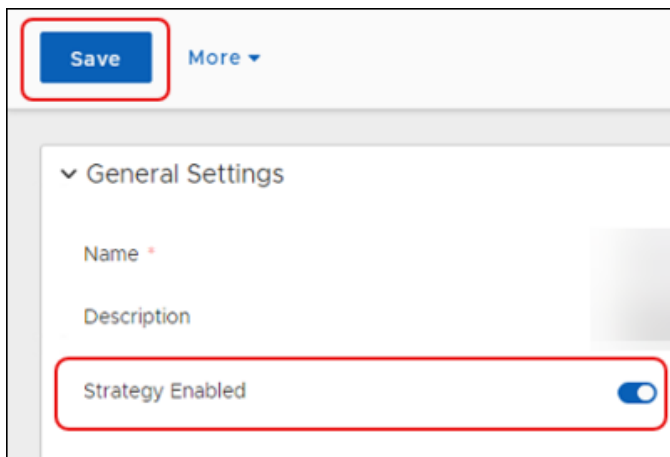 Save More
General Settings
Name *
Description
Strategy Enabled